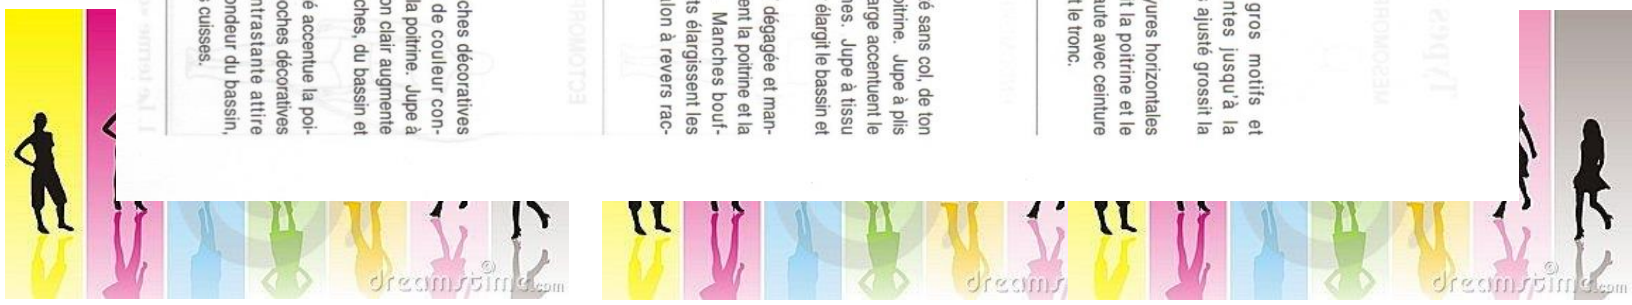 gros motifs et
ntes jusqu'à la
ajusté grossit la
yures horizontales
it la poitrine et le
aute avec ceinture
t le tronc.
é sans col, de ton
oitrine. Jupe à plis
arge accentuent le
nes. Jupe à tissu
élargit le bassin et
dégagée et man-
ent la poitrine et la
Manches bouf-
ts élargissent les
lon à revers rac-
ches décoratives
de couleur con-
la poitrine. Jupe à
on clair augmente
ches, du bassin et
é accentue la poi-
oches décoratives
ntrastante attire
ondeur du bassin,
cuisses.
dreamstime.com
dreams
dreamstime.com